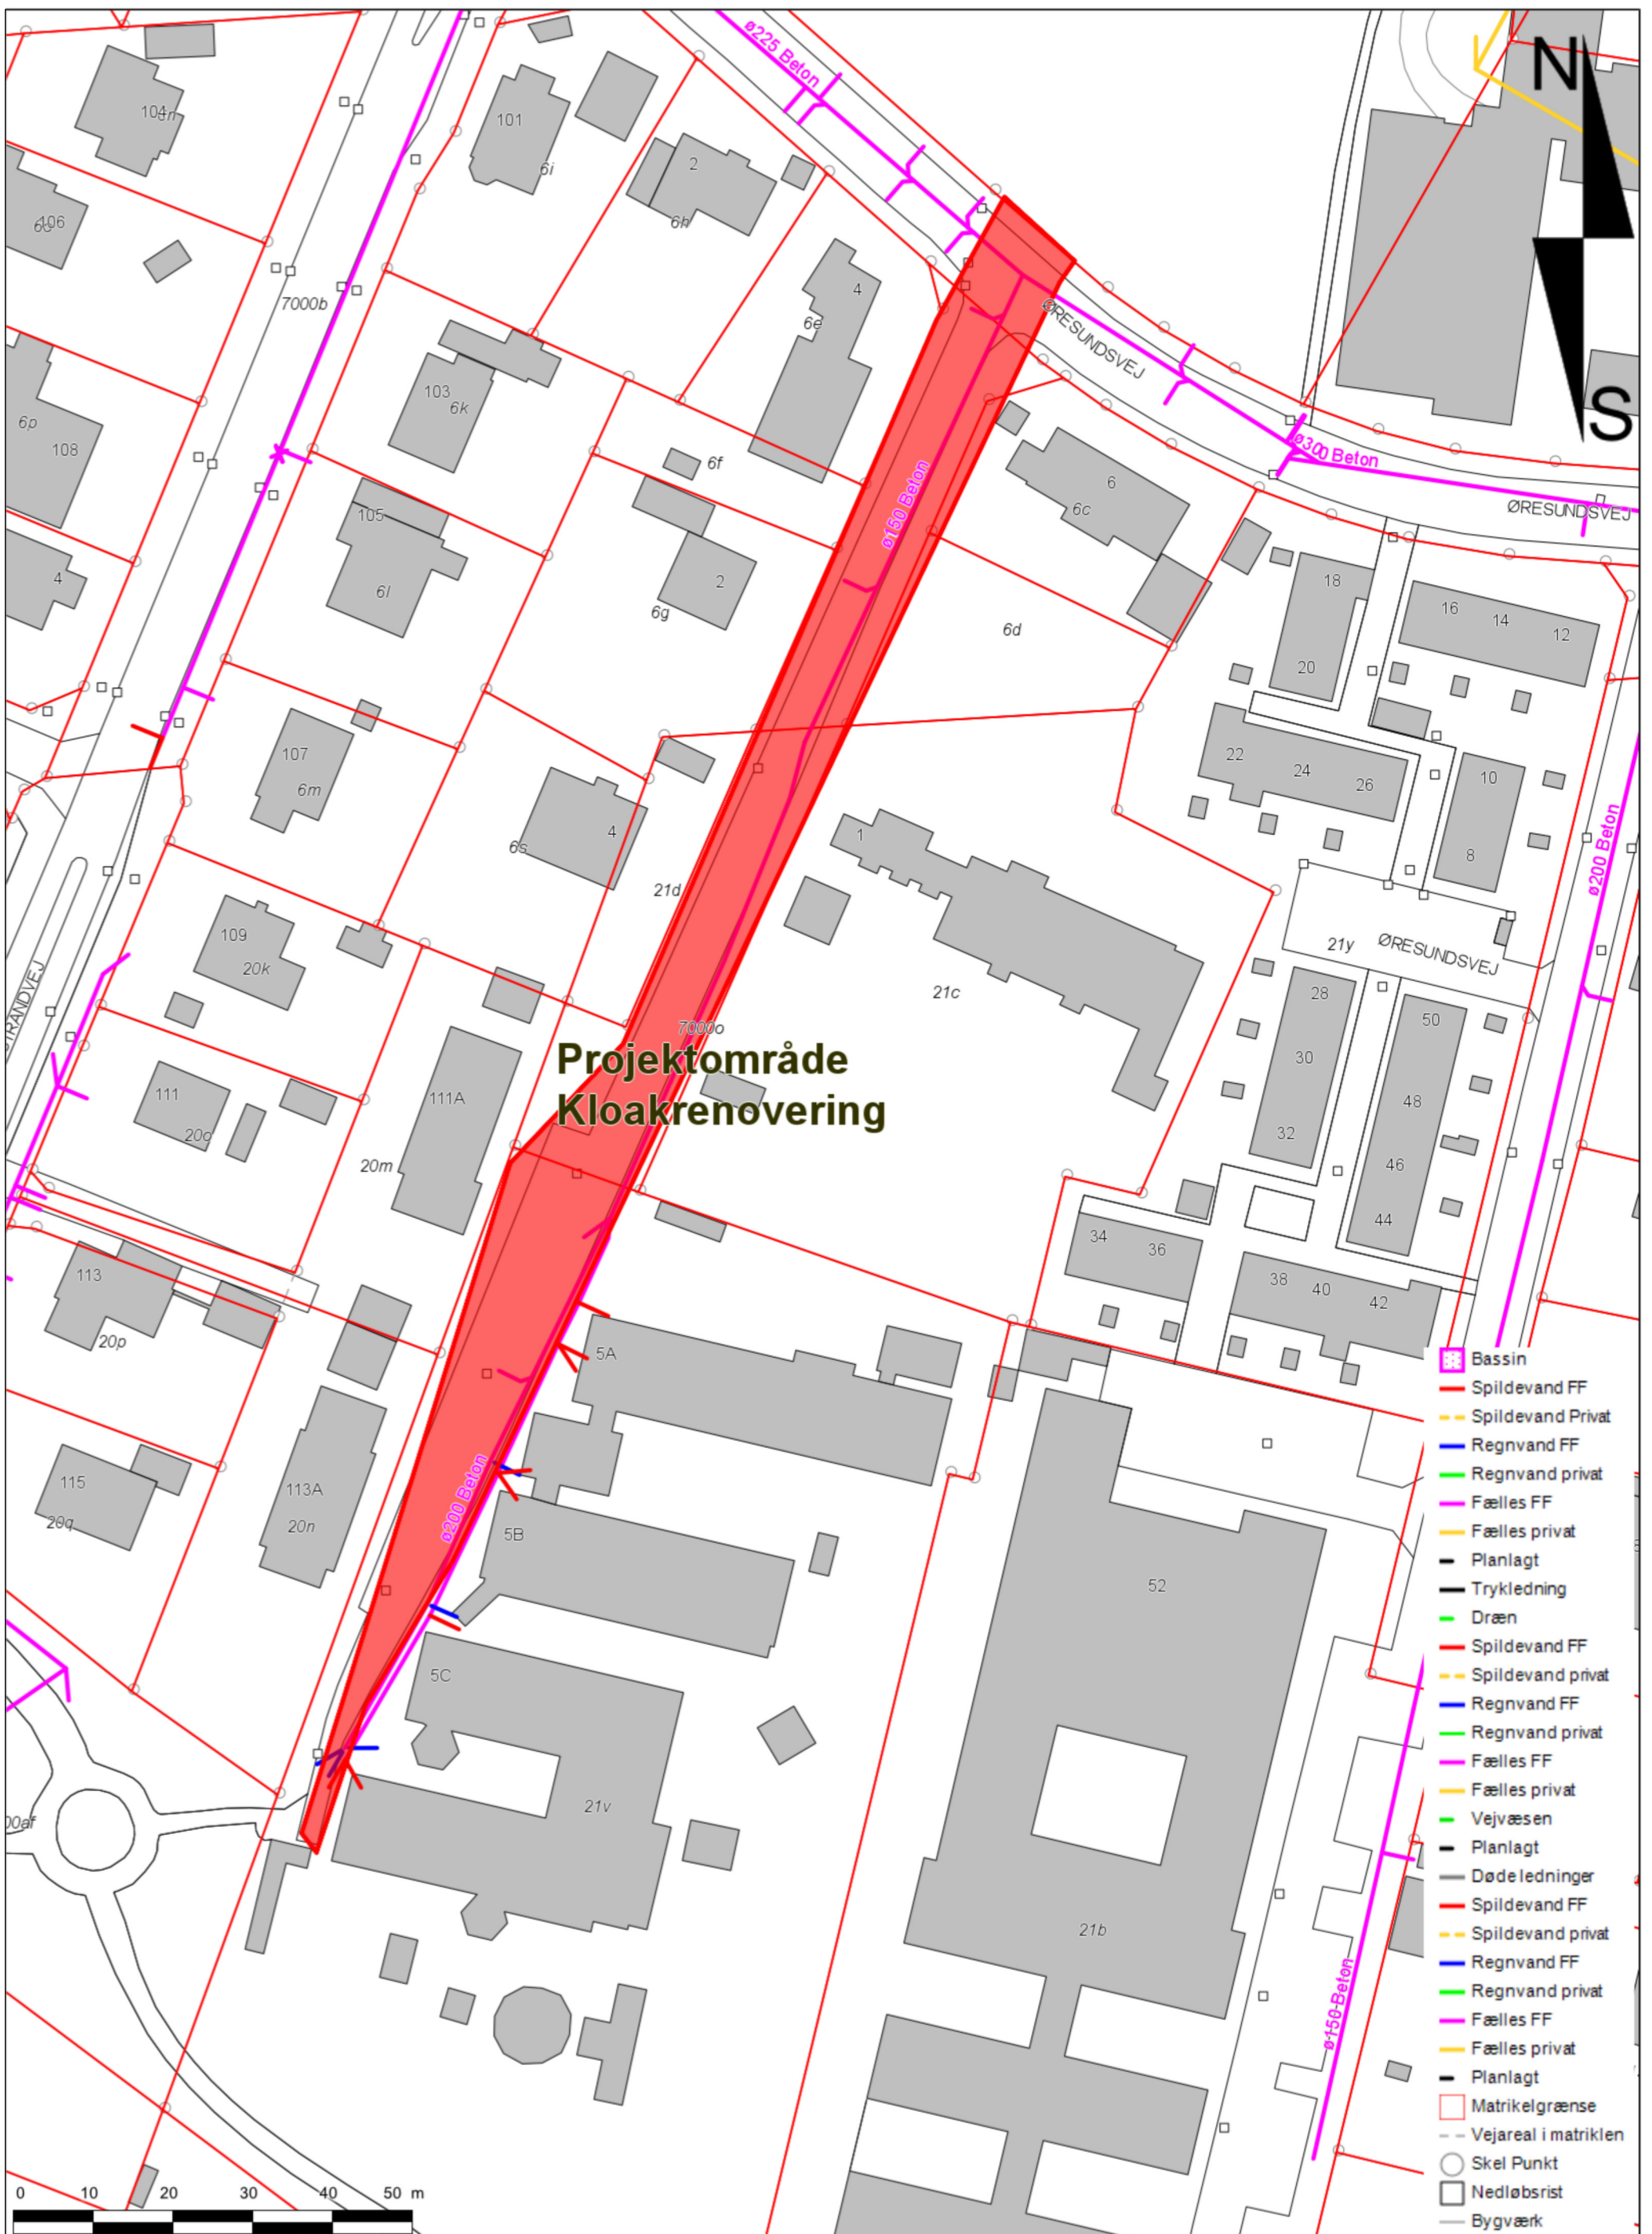 ø225 Beton
N
S
104
6n
101
6i
2
6h
106
7000b
4
6e
ØRESUNDSVEJ
103
6k
6p
108
6f
ø150 Beton
6
6c
ø300 Beton
ØRESUNDSVEJ
105
6l
2
6g
4
6d
18
20
16
14
12
107
6m
4
6s
22
24
26
10
8
ø200 Beton
21d
1
109
20k
21c
21y
ØRESUNDSVEJ
28
30
32
50
48
46
44
7000o
Projektområde
Kloakrenovering
111
20o
111A
20m
34
36
38
40
42
113
20p
5A
115
20q
113A
20n
ø200 Beton
5B
52
5C
21v
21b
ø150 Beton
00af
Bassin
Spildevand FF
Spildevand Privat
Regnvand FF
Regnvand privat
Fælles FF
Fælles privat
Planlagt
Trykledning
Dræn
Spildevand FF
Spildevand privat
Regnvand FF
Regnvand privat
Fælles FF
Fælles privat
Vejvæsen
Planlagt
Døde ledninger
Spildevand FF
Spildevand privat
Regnvand FF
Regnvand privat
Fælles FF
Fælles privat
Planlagt
Matrikelgrænse
Vejareal i matriklen
Skel Punkt
Nedløbsrist
Bygværk
0 10 20 30 40 50 m